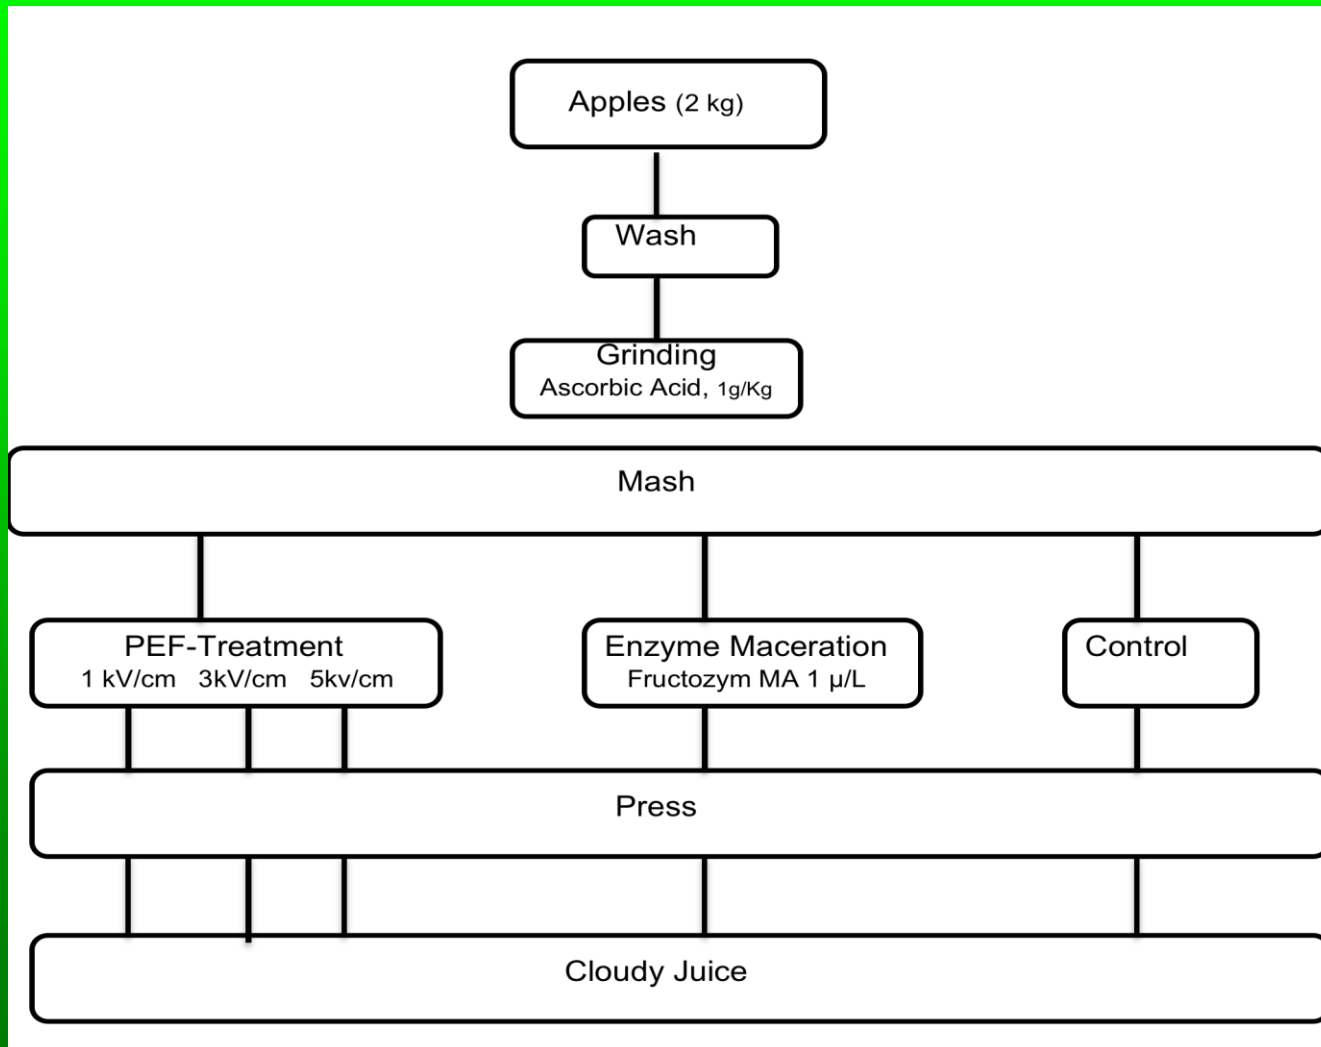 Apples (2 kg)
Wash
Grinding
Ascorbic Acid, 1g/Kg
Mash
PEF-Treatment
1 kV/cm 3kV/cm 5kv/cm
Enzyme Maceration
Fructozym MA 1 µ/L
Control
Press
Cloudy Juice